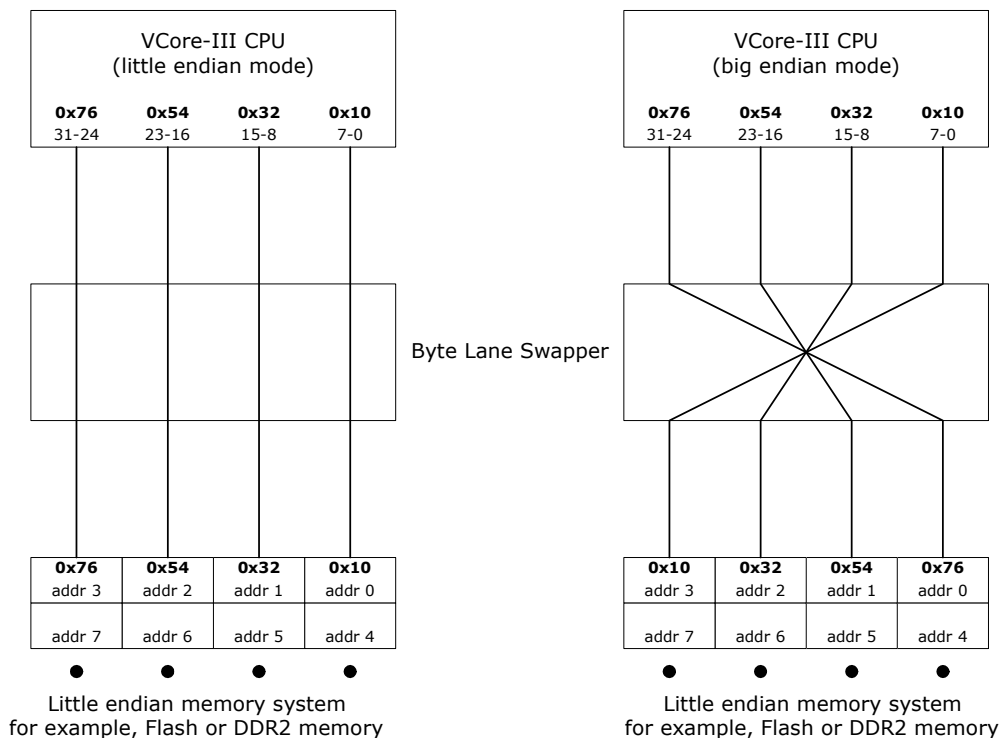 VCore-III CPU
(little endian mode)
0x76 0x54 0x32 0x10
31-24 23-16 15-8 7-0
VCore-III CPU
(big endian mode)
0x76 0x54 0x32 0x10
31-24 23-16 15-8 7-0
Byte Lane Swapper
0x76 0x54 0x32 0x10
addr 3 addr 2 addr 1 addr 0
addr 7 addr 6 addr 5 addr 4
Little endian memory system
for example, Flash or DDR2 memory
0x10 0x32 0x54 0x76
addr 3 addr 2 addr 1 addr 0
addr 7 addr 6 addr 5 addr 4
Little endian memory system
for example, Flash or DDR2 memory